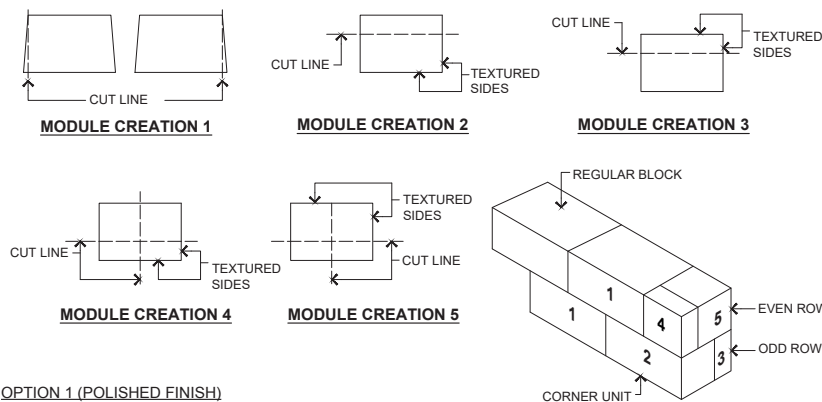 CUT LINE
MODULE CREATION 1
CUT LINE
TEXTURED
SIDES
MODULE CREATION 2
CUT LINE
TEXTURED
SIDES
MODULE CREATION 3
CUT LINE
TEXTURED
SIDES
MODULE CREATION 4
TEXTURED
SIDES
CUT LINE
MODULE CREATION 5
REGULAR BLOCK
1
4
5
1
2
3
EVEN ROW
ODD ROW
CORNER UNIT
OPTION 1 (POLISHED FINISH)